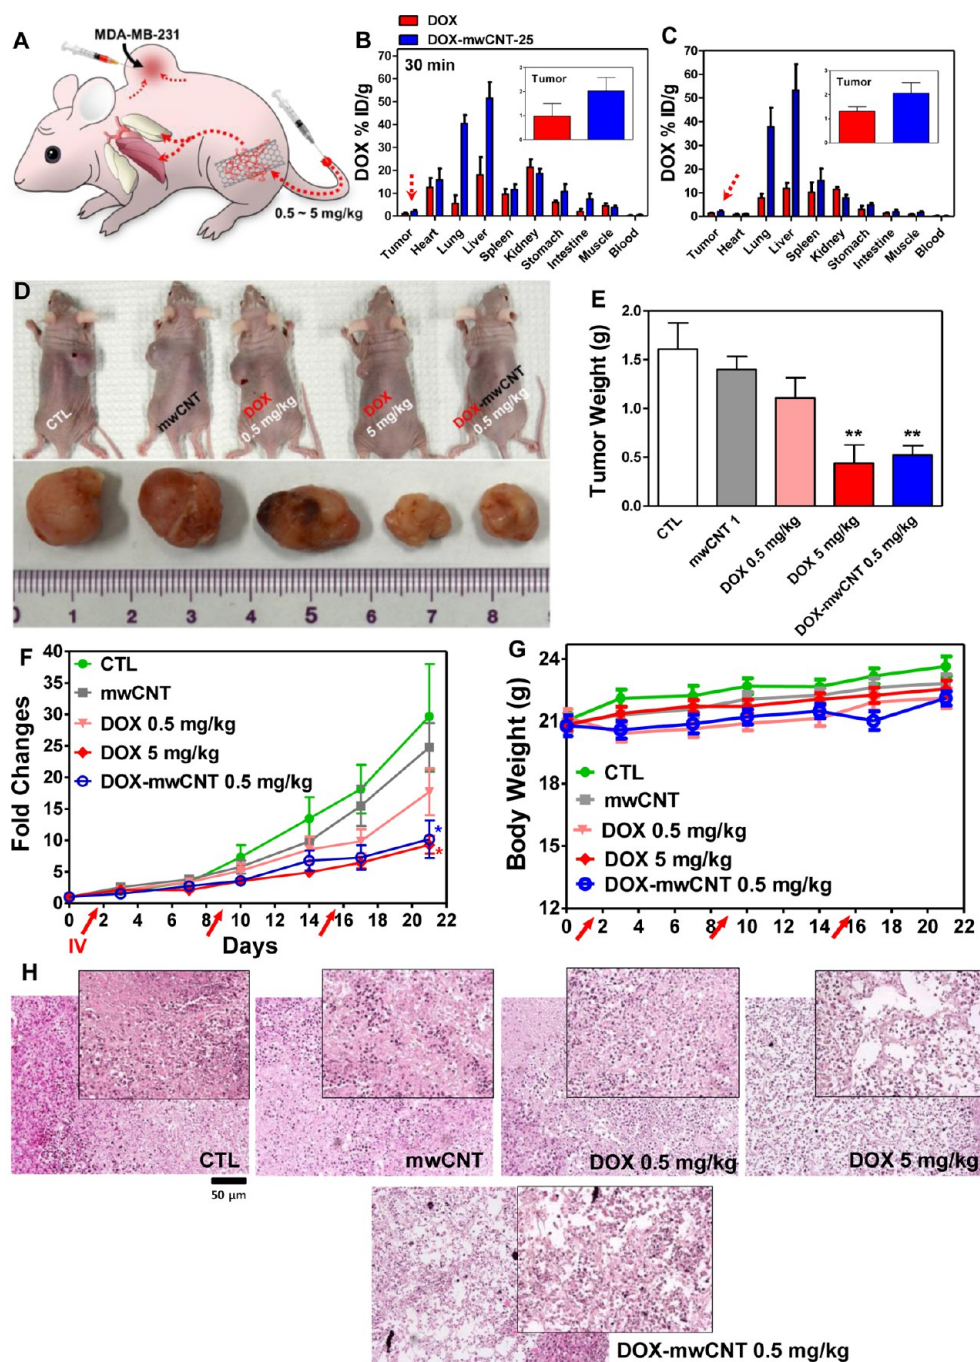 A
MDA-MB-231
0.5 ~ 5 mg/kg
B
DOX
DOX-mwCNT-25
30 min
DOX % ID/g
70
60
50
40
30
20
10
0
Tumor
3
2
1
0
Tumor
Heart
Lung
Liver
Spleen
Kidney
Stomach
Intestine
Muscle
Blood
C
DOX % ID/g
70
60
50
40
30
20
10
0
Tumor
3
2
1
0
Tumor
Heart
Lung
Liver
Spleen
Kidney
Stomach
Intestine
Muscle
Blood
D
CTL
mwCNT
DOX
0.5 mg/kg
DOX
5 mg/kg
DOX-mwCNT
0.5 mg/kg
0 1 2 3 4 5 6 7 8
E
Tumor Weight (g)
2.0
1.5
1.0
0.5
0.0
** **
CTL
mwCNT 1
DOX 0.5 mg/kg
DOX 5 mg/kg
DOX-mwCNT 0.5 mg/kg
F
Fold Changes
40
35
30
25
20
15
10
5
0
CTL
mwCNT
DOX 0.5 mg/kg
DOX 5 mg/kg
DOX-mwCNT 0.5 mg/kg
*
*
0 2 4 6 8 10 12 14 16 18 20 22
IV
Days
G
Body Weight (g)
24
21
18
15
12
CTL
mwCNT
DOX 0.5 mg/kg
DOX 5 mg/kg
DOX-mwCNT 0.5 mg/kg
0 2 4 6 8 10 12 14 16 18 20 22
H
CTL
50 μm
mwCNT
DOX 0.5 mg/kg
DOX 5 mg/kg
DOX-mwCNT 0.5 mg/kg